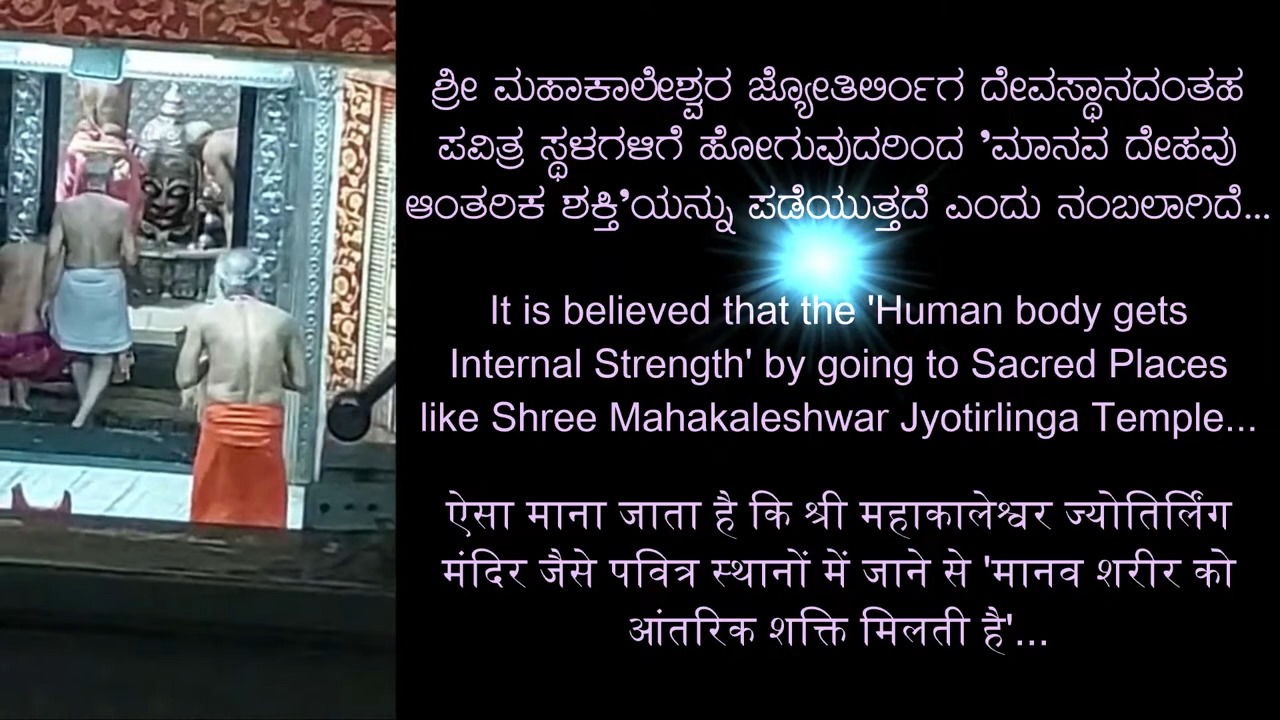 ಶ್ರೀ ಮಹಾಕಾಲೇಶ್ವರ ಜ್ಯೋತಿರ್ಲಿಂಗ ದೇವಸ್ಥಾನದಂತಹ
ಪವಿತ್ರ ಸ್ಥಳಗಳಿಗೆ ಹೋಗುವುದರಿಂದ 'ಮಾನವ ದೇಹವು
ಆಂತರಿಕ ಶಕ್ತಿ'ಯನ್ನು ಪಡೆಯುತ್ತದೆ ಎಂದು ನಂಬಲಾಗಿದೆ...
It is believed that the 'Human body gets
Internal Strength' by going to Sacred Places
like Shree Mahakaleshwar Jyotirlinga Temple...
ऐसा माना जाता है कि श्री महाकालेश्वर ज्योतिर्लिंग
मंदिर जैसे पवित्र स्थानों में जाने से 'मानव शरीर को
आंतरिक शक्ति मिलती है'...